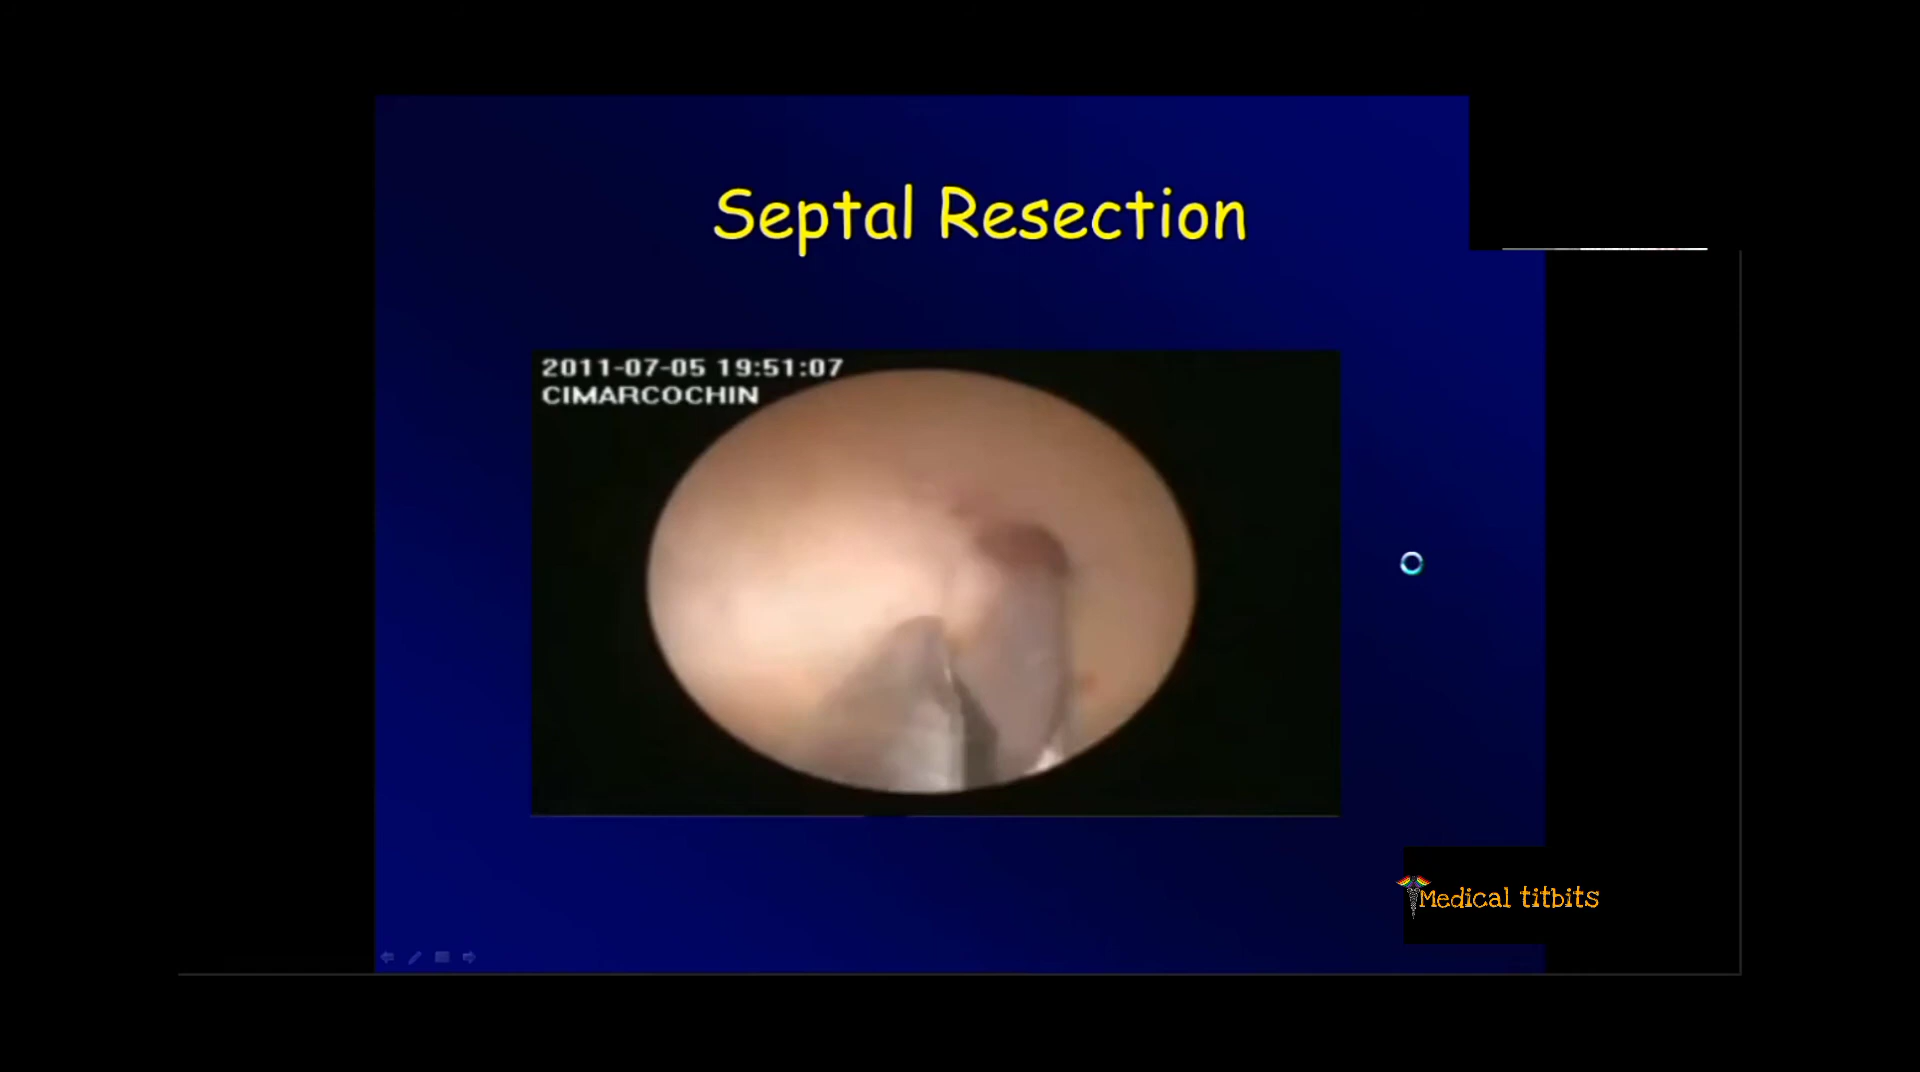 Septal Resection
2011-07-05 19:51:07
CIMARCOCHIN
Medical titbits